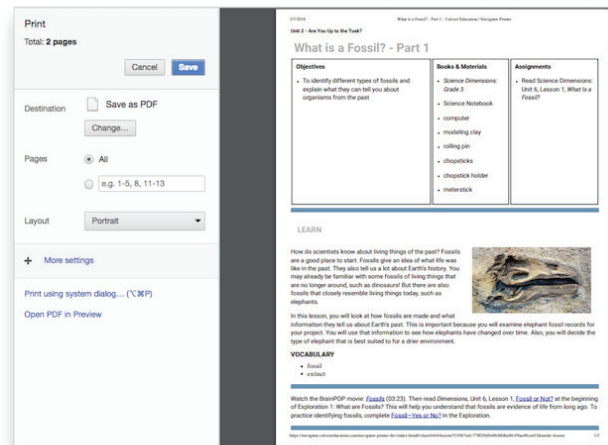 Print
Total: 2 pages
Cancel Save
Destination Save as PDF
Change...
Pages All
e.g. 1-5, 8, 11-13
Layout Portrait
+ More settings
Print using system dialog... (⌥⌘P)
Open PDF in Preview
What is a Fossil? - Part 1 - Calvert Education | Navigate Printer
Unit 2 - Are You Up to the Tusk?
What is a Fossil? - Part 1
Objectives
• To identify different types of fossils and
explain what they can tell you about
organisms from the past
Books & Materials
• Science Dimensions:
Grade 3
• Science Notebook
• computer
• modeling clay
• rolling pin
• chopsticks
• chopstick holder
• meterstick
Assignments
• Read Science Dimensions:
Unit 6, Lesson 1, What Is a
Fossil?
LEARN
How do scientists know about living things of the past? Fossils
are a good place to start. Fossils give an idea of what life was
like in the past. They also tell us a lot about Earth's history. You
may already be familiar with some fossils of living things that
are no longer around, such as dinosaurs! But there are also
fossils that closely resemble living things today, such as
elephants.
In this lesson, you will look at how fossils are made and what
information they tell us about Earth's past. This is important because you will examine elephant fossil records for
your project. You will use that information to see how elephants have changed over time. Also, you will decide the
type of elephant that is best suited to for a drier environment.
VOCABULARY
• fossil
• extinct
Watch the BrainPOP movie: Fossils (03:23). Then read Dimensions, Unit 6, Lesson 1, Fossil or Not? at the beginning
of Exploration 1: What are Fossils? This will help you understand that fossils are evidence of life from long ago. To
practice identifying fossils, complete Fossil—Yes or No? in the Exploration.
1/2